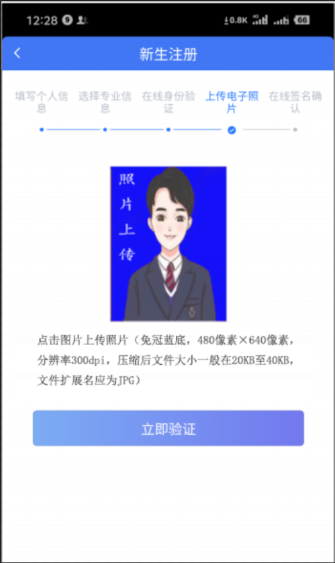 12:28
0.8K
66
新生注册
填写个人信息
选择专业信息
在线身份验证
上传电子照片
在线签名确认
照片上传
点击图片上传照片（免冠蓝底，480像素×640像素，
分辨率300dpi，压缩后文件大小一般在20KB至40KB，
文件扩展名应为JPG）
立即验证